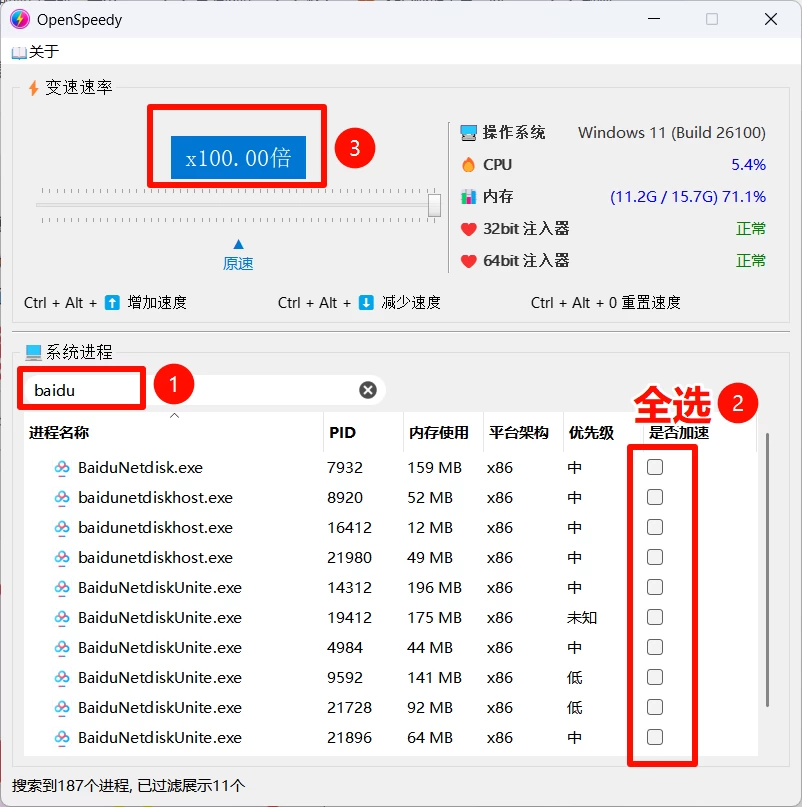 OpenSpeedy
关于
变速速率
x100.00倍
3
原速
操作系统 Windows 11 (Build 26100)
CPU 5.4%
内存 (11.2G / 15.7G) 71.1%
32bit 注入器 正常
64bit 注入器 正常
Ctrl + Alt + ⬆ 增加速度 Ctrl + Alt + ⬇ 减少速度 Ctrl + Alt + 0 重置速度
系统进程
baidu 1
全选 2
进程名称 PID 内存使用 平台架构 优先级 是否加速
BaiduNetdisk.exe 7932 159 MB x86 中
baidunetdiskhost.exe 8920 52 MB x86 中
baidunetdiskhost.exe 16412 12 MB x86 中
baidunetdiskhost.exe 21980 49 MB x86 中
BaiduNetdiskUnite.exe 14312 196 MB x86 中
BaiduNetdiskUnite.exe 19412 175 MB x86 未知
BaiduNetdiskUnite.exe 4984 44 MB x86 中
BaiduNetdiskUnite.exe 9592 141 MB x86 低
BaiduNetdiskUnite.exe 21728 92 MB x86 低
BaiduNetdiskUnite.exe 21896 64 MB x86 中
搜索到187个进程, 已过滤展示11个